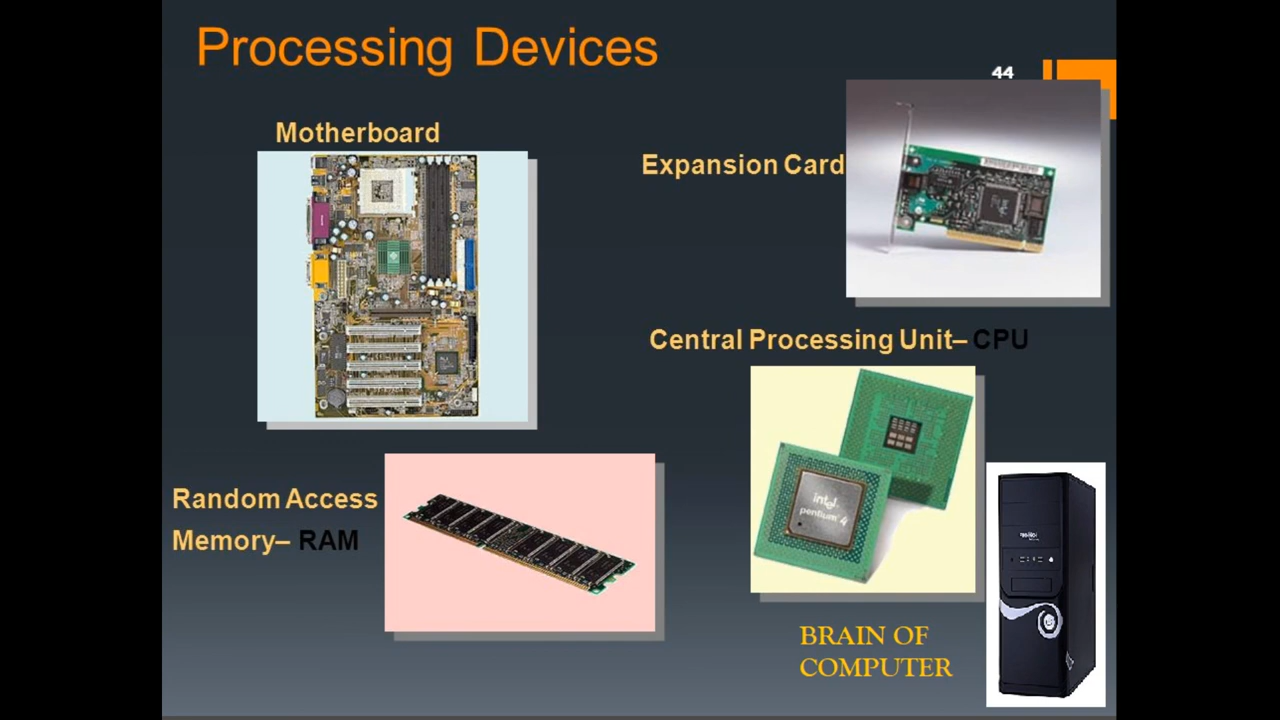 Processing Devices
44
Motherboard
Expansion Card
Central Processing Unit– CPU
intel
pentium 4
Random Access
Memory– RAM
BRAIN OF
COMPUTER